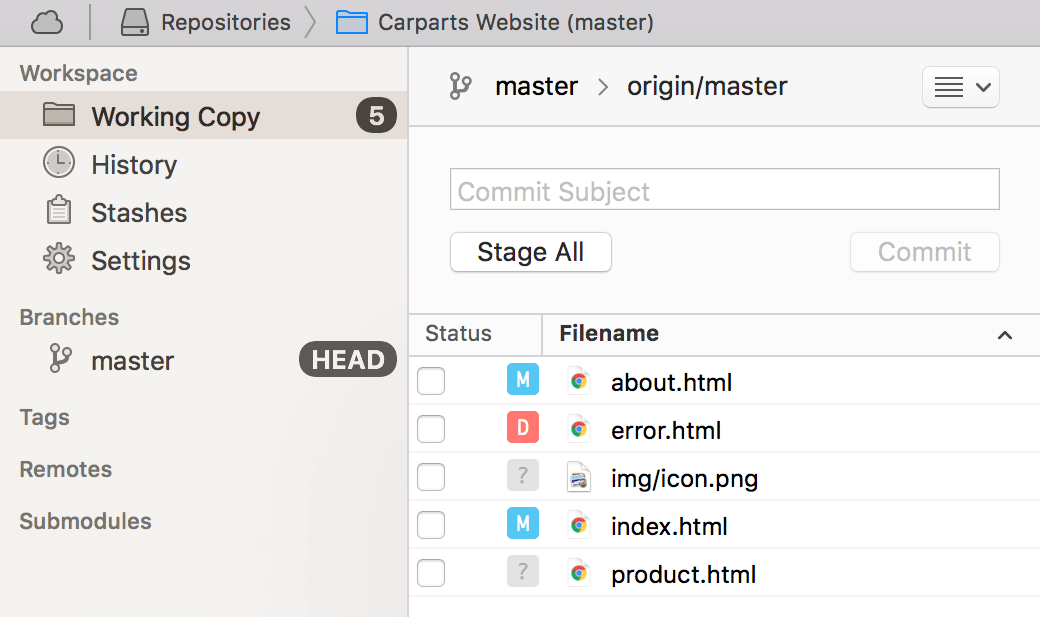 Repositories Carparts Website (master)
Workspace
Working Copy 5
History
Stashes
Settings
Branches
master HEAD
Tags
Remotes
Submodules
master origin/master
Commit Subject
Stage All Commit
Status Filename
M about.html
D error.html
? img/icon.png
M index.html
? product.html